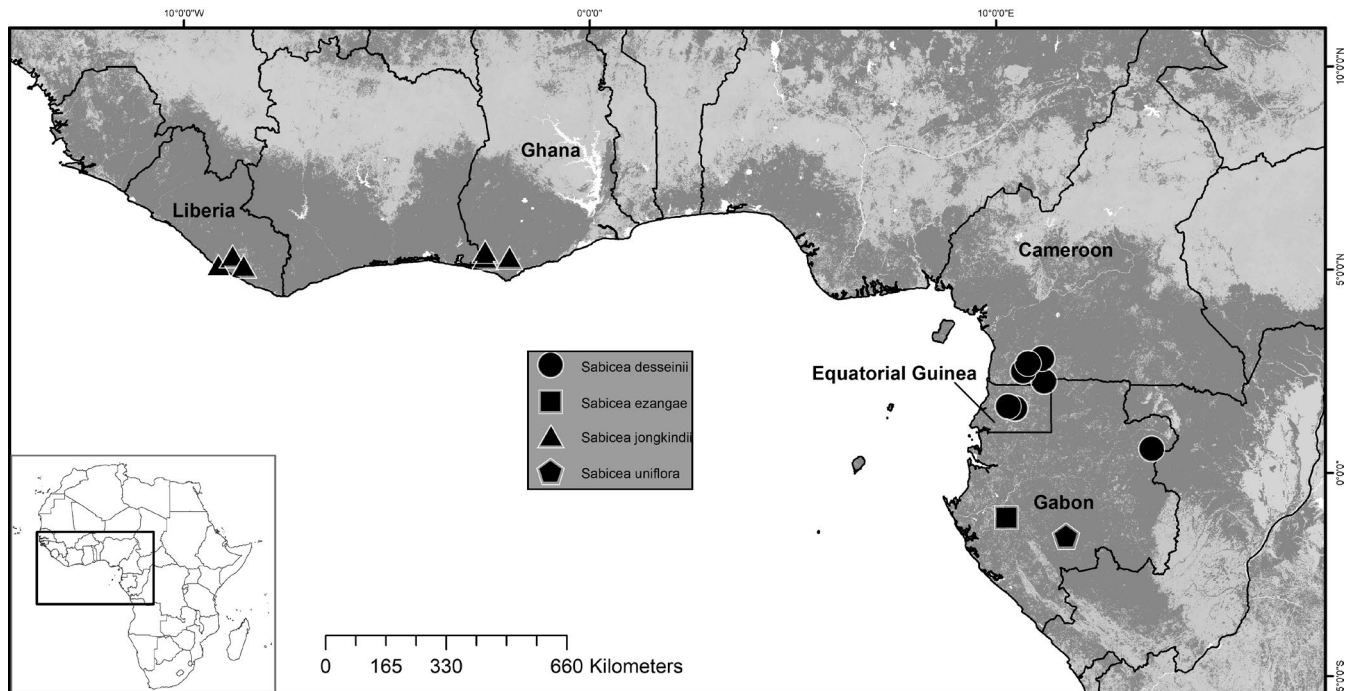 10°0'0"W
0°0'0"
10°0'0"E
10°0'0"N
Ghana
Liberia
Cameroon
5°0'0"N
Equatorial Guinea
Sabicea desseinii
Sabicea ezangae
Sabicea jongkindii
Sabicea uniflora
0°0'0"
Gabon
0 165 330 660 Kilometers
5°0'0"S